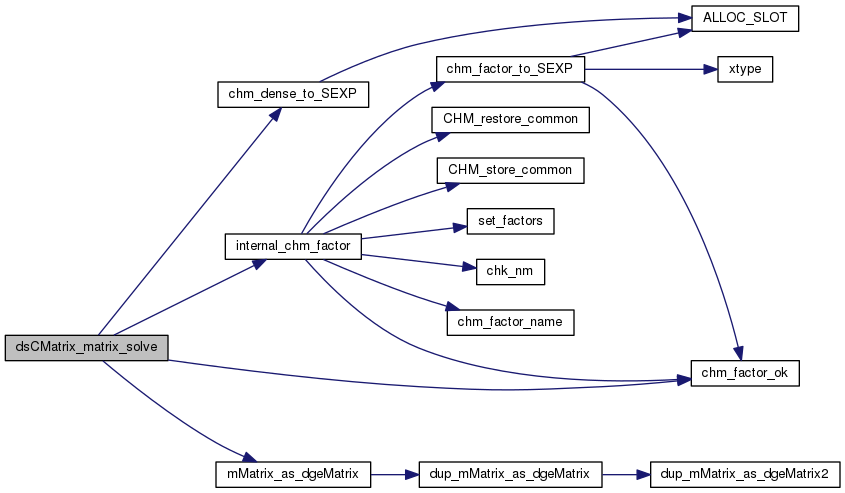 ALLOC_SLOT
chm_factor_to_SEXP
xtype
chm_dense_to_SEXP
CHM_restore_common
CHM_store_common
set_factors
internal_chm_factor
chk_nm
chm_factor_name
dsCMatrix_matrix_solve
chm_factor_ok
mMatrix_as_dgeMatrix
dup_mMatrix_as_dgeMatrix
dup_mMatrix_as_dgeMatrix2